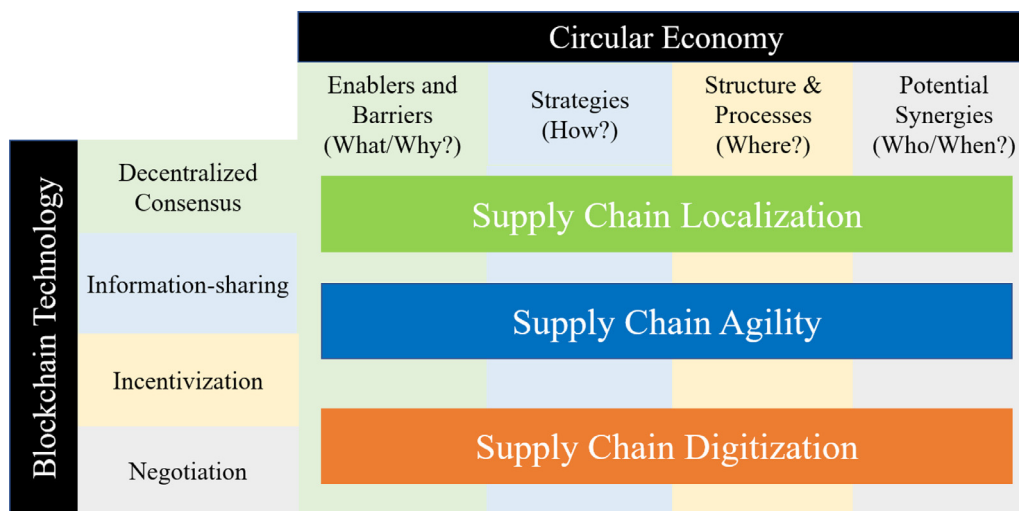 Circular Economy
Enablers and
Barriers
(What/Why?)
Strategies
(How?)
Structure &
Processes
(Where?)
Potential
Synergies
(Who/When?)
Blockchain Technology
Decentralized
Consensus
Information-sharing
Incentivization
Negotiation
Supply Chain Localization
Supply Chain Agility
Supply Chain Digitization